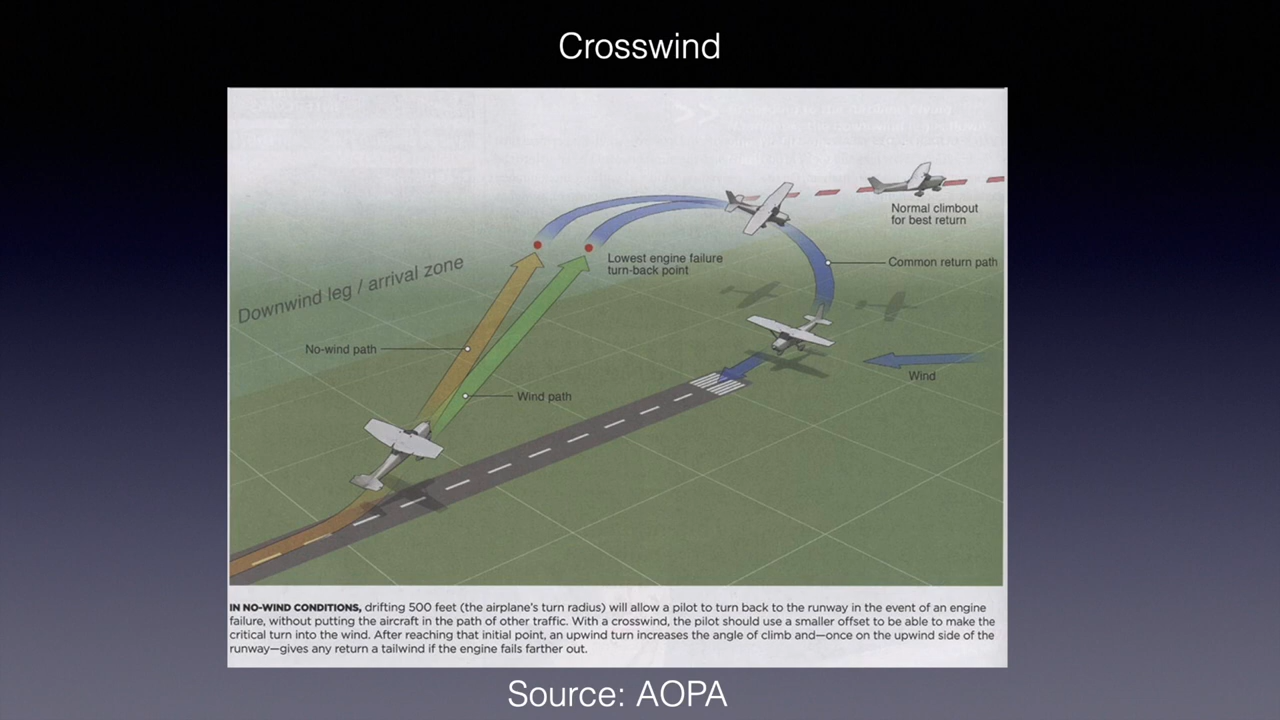 Crosswind
Normal climbout
for best return
Lowest engine failure
turn-back point
Common return path
Downwind leg / arrival zone
No-wind path
Wind
Wind path
IN NO-WIND CONDITIONS, drifting 500 feet (the airplane's turn radius) will allow a pilot to turn back to the runway in the event of an engine
failure, without putting the aircraft in the path of other traffic. With a crosswind, the pilot should use a smaller offset to be able to make the
critical turn into the wind. After reaching that initial point, an upwind turn increases the angle of climb and—once on the upwind side of the
runway—gives any return a tailwind if the engine fails farther out.
Source: AOPA